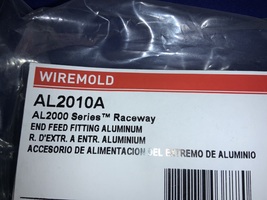 WIREMOLD
AL2010A
AL2000 Series™ Raceway
END FEED FITTING ALUMINUM
R. D'EXTR. A ENTR. ALUMINIUM
ACCESORIO DE ALIMENTACION DEL EXTREMO DE ALUMINIO